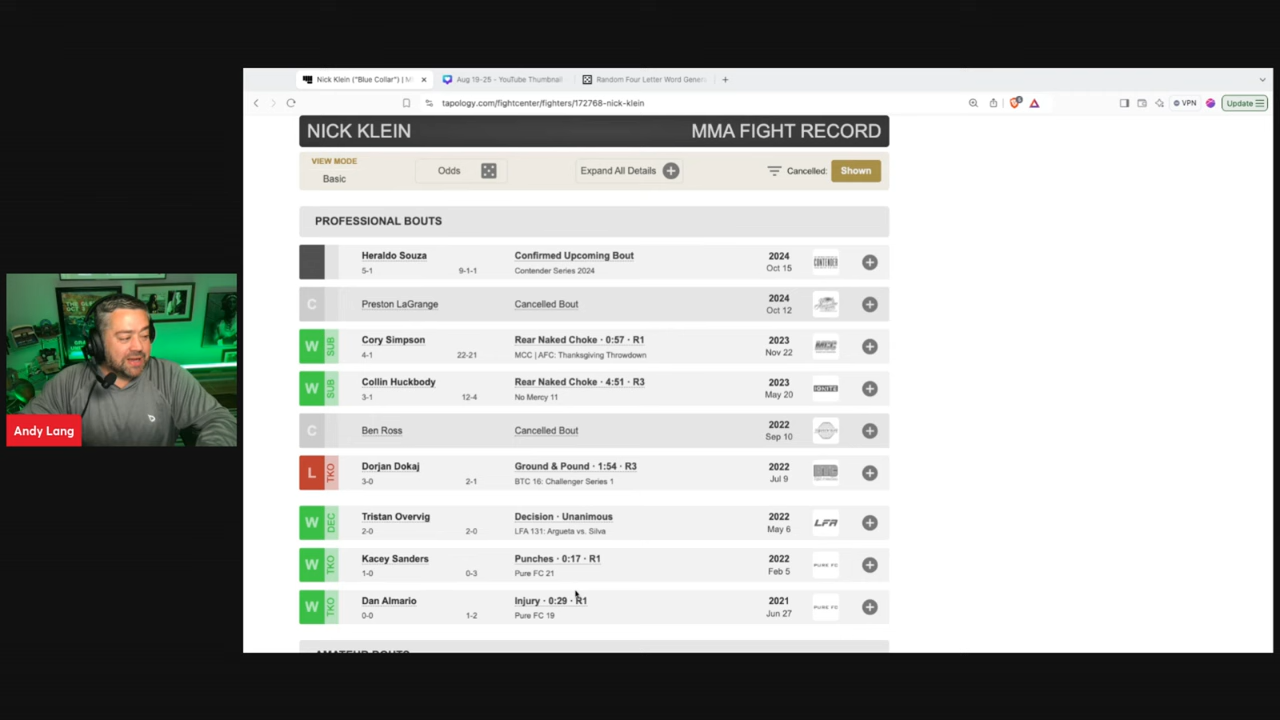 Nick Klein ("Blue Collar") | M
Aug 19-25 - YouTube Thumbnail
Random Four Letter Word Gener
tapology.com/fightcenter/fighters/172768-nick-klein
VPN
Update
NICK KLEIN MMA FIGHT RECORD
VIEW MODE
Basic
Odds
Expand All Details
Cancelled:
Shown
PROFESSIONAL BOUTS
Heraldo Souza Confirmed Upcoming Bout 2024
5-1 9-1-1 Contender Series 2024 Oct 15
CONTENDER
C Preston LaGrange Cancelled Bout 2024
Oct 12
W SUB Cory Simpson Rear Naked Choke · 0:57 · R1 2023
4-1 22-21 MCC | AFC: Thanksgiving Throwdown Nov 22
MCC
W SUB Collin Huckbody Rear Naked Choke · 4:51 · R3 2023
3-1 12-4 No Mercy 11 May 20
IGNITE
C Ben Ross Cancelled Bout 2022
Sep 10
L TKO Dorjan Dokaj Ground & Pound · 1:54 · R3 2022
3-0 2-1 BTC 16: Challenger Series 1 Jul 9
W DEC Tristan Overvig Decision · Unanimous 2022
2-0 2-0 LFA 131: Argueta vs. Silva May 6
LFA
W TKO Kacey Sanders Punches · 0:17 · R1 2022
1-0 0-3 Pure FC 21 Feb 5
PURE FC
W TKO Dan Almario Injury · 0:29 · R1 2021
0-0 1-2 Pure FC 19 Jun 27
PURE FC
AMATEUR BOUTS
Andy Lang